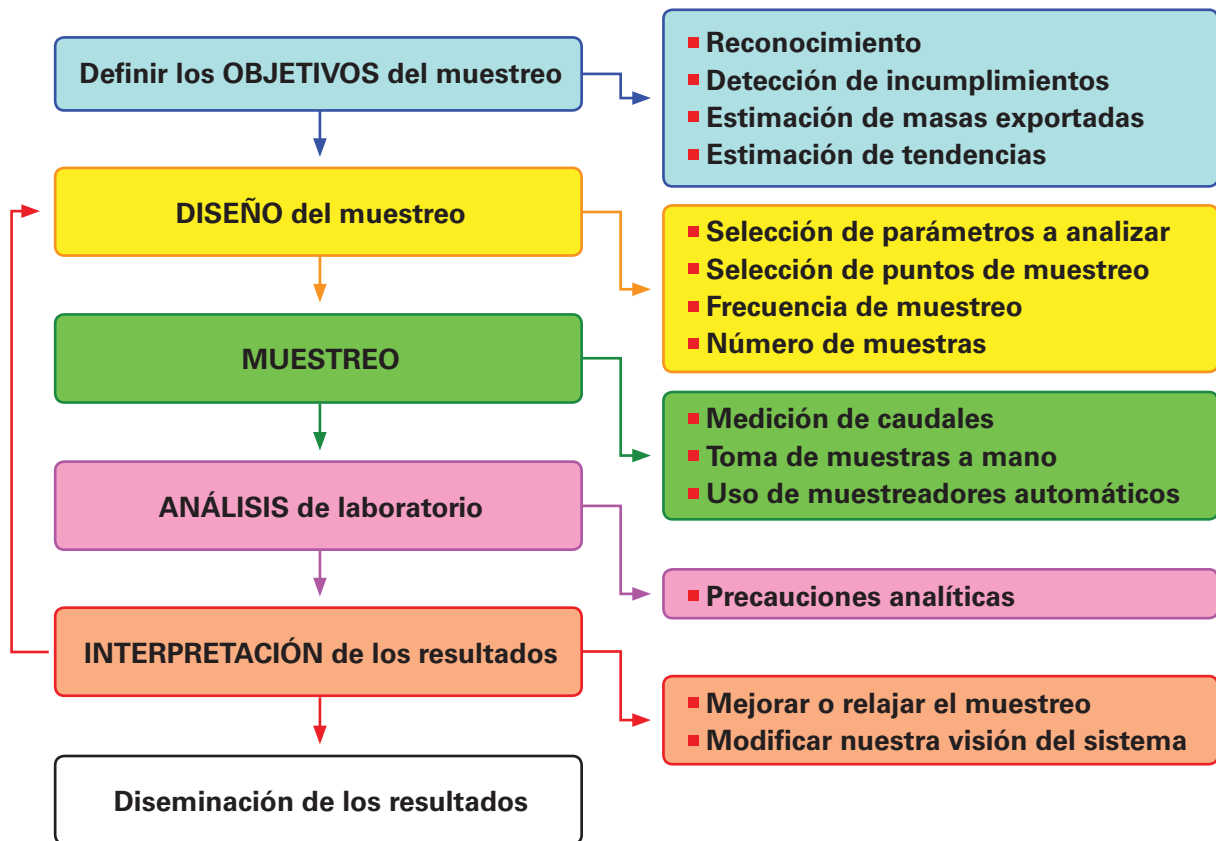 Definir los OBJETIVOS del muestreo
Reconocimiento
Detección de incumplimientos
Estimación de masas exportadas
Estimación de tendencias
DISEÑO del muestreo
Selección de parámetros a analizar
Selección de puntos de muestreo
Frecuencia de muestreo
Número de muestras
MUESTREO
Medición de caudales
Toma de muestras a mano
Uso de muestreadores automáticos
ANÁLISIS de laboratorio
Precauciones analíticas
INTERPRETACIÓN de los resultados
Mejorar o relajar el muestreo
Modificar nuestra visión del sistema
Diseminación de los resultados